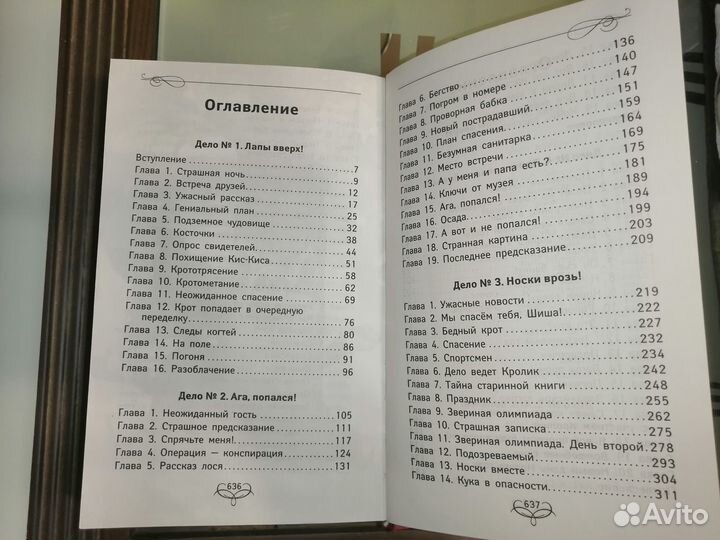 Оглавление
Дело № 1. Лапы вверх!
Вступление 7
Глава 1. Страшная ночь 9
Глава 2. Встреча друзей 12
Глава 3. Ужасный рассказ 17
Глава 4. Гениальный план 25
Глава 5. Подземное чудовище 32
Глава 6. Косточки 38
Глава 7. Опрос свидетелей 44
Глава 8. Похищение Кис-Киса 51
Глава 9. Крототрясение 58
Глава 10. Кротометание 62
Глава 11. Неожиданное спасение 69
Глава 12. Крот попадает в очередную
переделку 76
Глава 13. Следы когтей 80
Глава 14. На поле 86
Глава 15. Погоня 91
Глава 16. Разоблачение 96
Дело № 2. Ага, попался!
Глава 1. Неожиданный гость 105
Глава 2. Страшное предсказание 111
Глава 3. Спрячьте меня! 117
Глава 4. Операция — конспирация 124
Глава 5. Рассказ лося 131
636
Глава 6. Бегство 136
Глава 7. Погром в номере 140
Глава 8. Проворная бабка 147
Глава 9. Новый пострадавший 151
Глава 10. План спасения 159
Глава 11. Безумная санитарка 164
Глава 12. Место встречи 169
Глава 13. А у меня и папа есть? 175
Глава 14. Ключи от музея 181
Глава 15. Ага, попался! 189
Глава 16. Осада 194
Глава 17. А вот и не попался! 199
Глава 18. Странная картина 203
Глава 19. Последнее предсказание 209
Дело № 3. Носки врозь!
Глава 1. Ужасные новости 219
Глава 2. Мы спасём тебя, Шиша! 222
Глава 3. Бедный крот 227
Глава 4. Спасение 232
Глава 5. Спортсмен 234
Глава 6. Дело ведет Кролик 242
Глава 7. Тайна старинной книги 248
Глава 8. Праздник 255
Глава 9. Звериная олимпиада 262
Глава 10. Страшная записка 275
Глава 11. Звериная олимпиада. День второй 278
Глава 12. Подозреваемый 293
Глава 13. Носки вместе 304
Глава 14. Кука в опасности 311
637
Avito